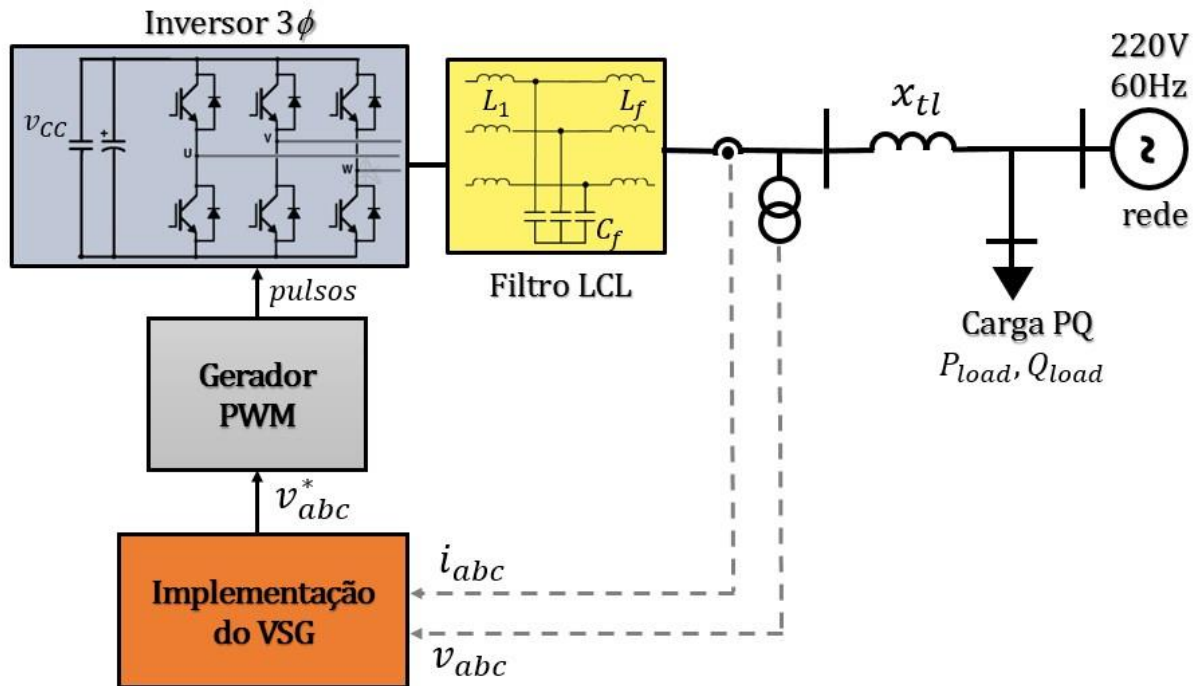 Inversor 3ϕ
v_CC
+
U
V
W
L_1
L_f
C_f
Filtro LCL
x_tl
220V
60Hz
~
rede
Carga PQ
P_load, Q_load
pulsos
Gerador
PWM
v*_abc
Implementação
do VSG
i_abc
v_abc